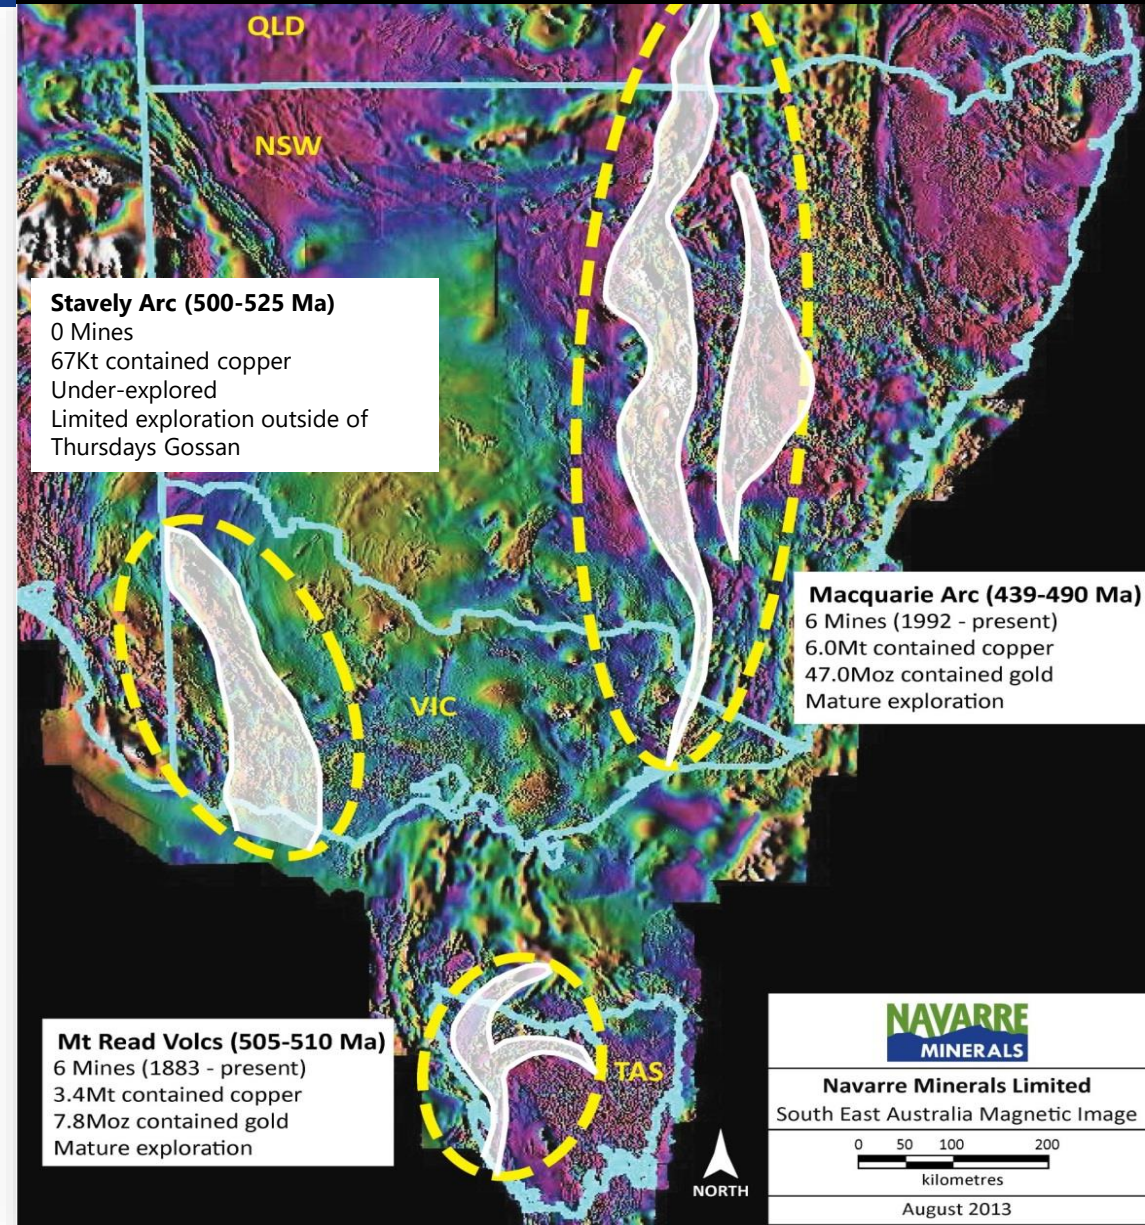 QLD
NSW
Stavely Arc (500-525 Ma)
0 Mines
67Kt contained copper
Under-explored
Limited exploration outside of
Thursdays Gossan
Macquarie Arc (439-490 Ma)
6 Mines (1992 - present)
6.0Mt contained copper
47.0Moz contained gold
Mature exploration
VIC
Mt Read Volcs (505-510 Ma)
6 Mines (1883 - present)
3.4Mt contained copper
7.8Moz contained gold
Mature exploration
TAS
NORTH
NAVARRE
MINERALS
Navarre Minerals Limited
South East Australia Magnetic Image
0 50 100 200
kilometres
August 2013